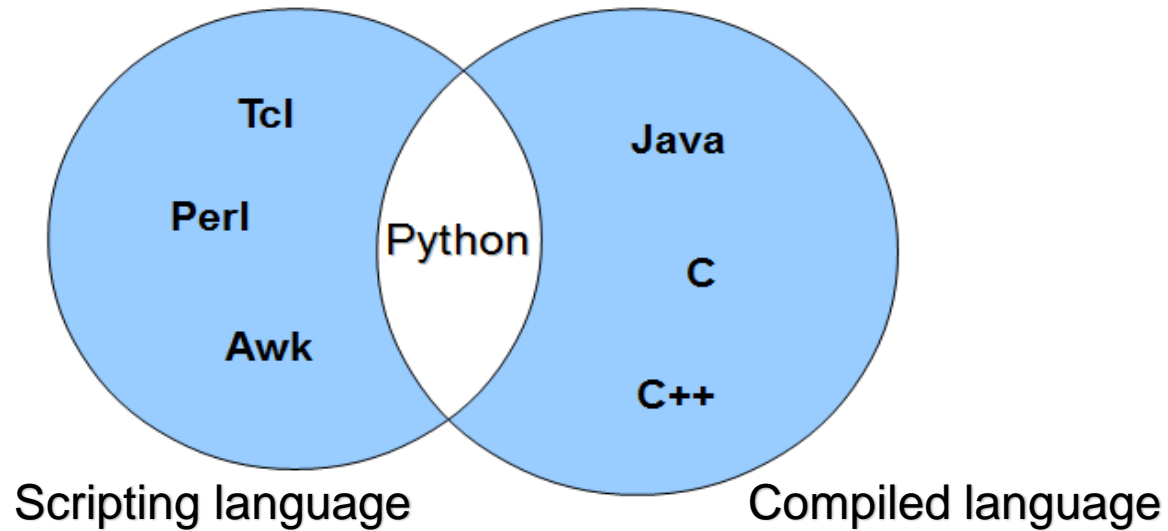 Tcl
Java
Perl
Python
C
Awk
C++
Scripting language
Compiled language